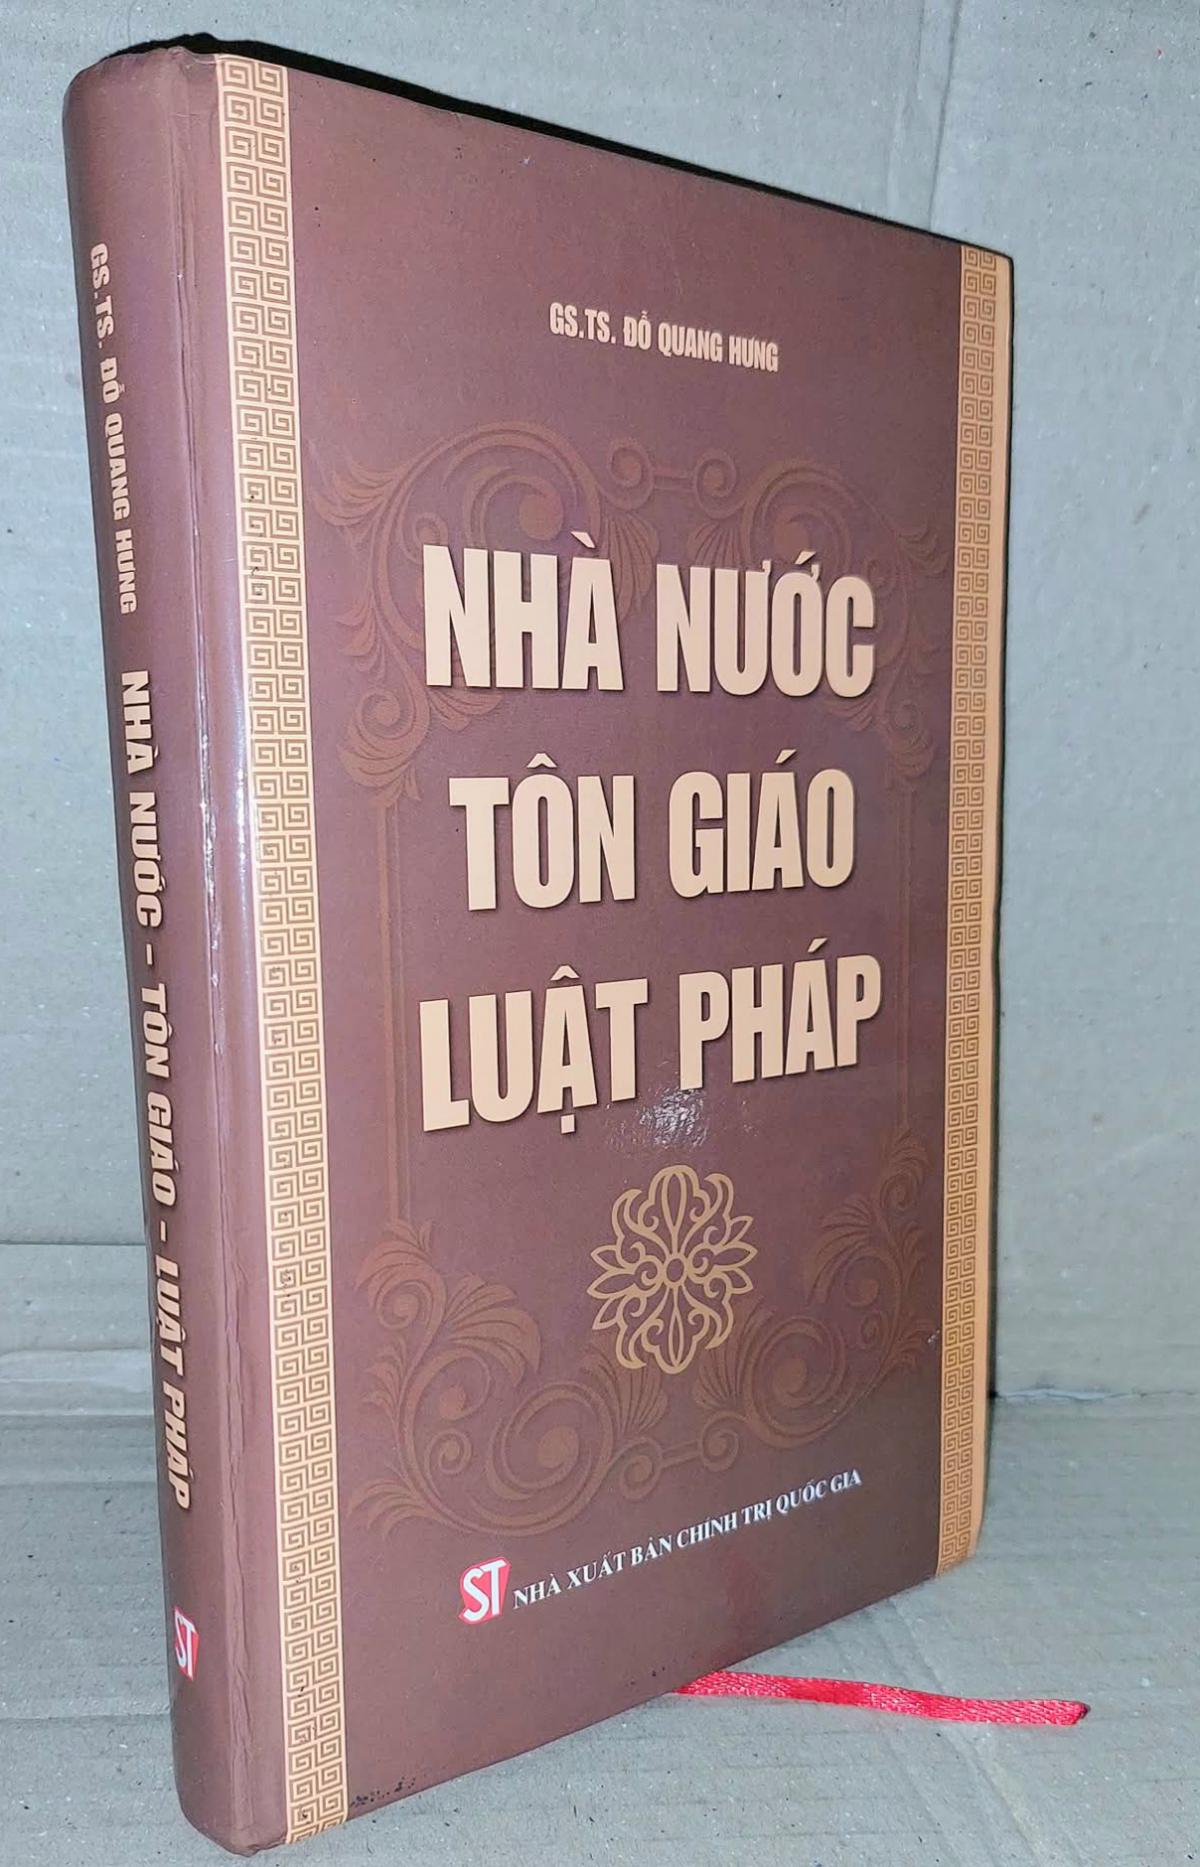 GS.TS. ĐỖ QUANG HƯNG
NHÀ NƯỚC
TÔN GIÁO
LUẬT PHÁP
ST NHÀ XUẤT BẢN CHÍNH TRỊ QUỐC GIA
GS.TS. ĐỖ QUANG HƯNG NHÀ NƯỚC - TÔN GIÁO - LUẬT PHÁP
ST